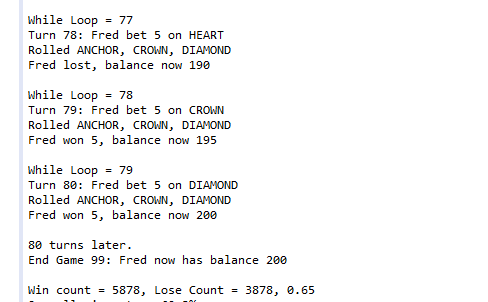 While Loop = 77
Turn 78: Fred bet 5 on HEART
Rolled ANCHOR, CROWN, DIAMOND
Fred lost, balance now 190
While Loop = 78
Turn 79: Fred bet 5 on CROWN
Rolled ANCHOR, CROWN, DIAMOND
Fred won 5, balance now 195
While Loop = 79
Turn 80: Fred bet 5 on DIAMOND
Rolled ANCHOR, CROWN, DIAMOND
Fred won 5, balance now 200
80 turns later.
End Game 99: Fred now has balance 200
Win count = 5878, Lose Count = 3878, 0.65